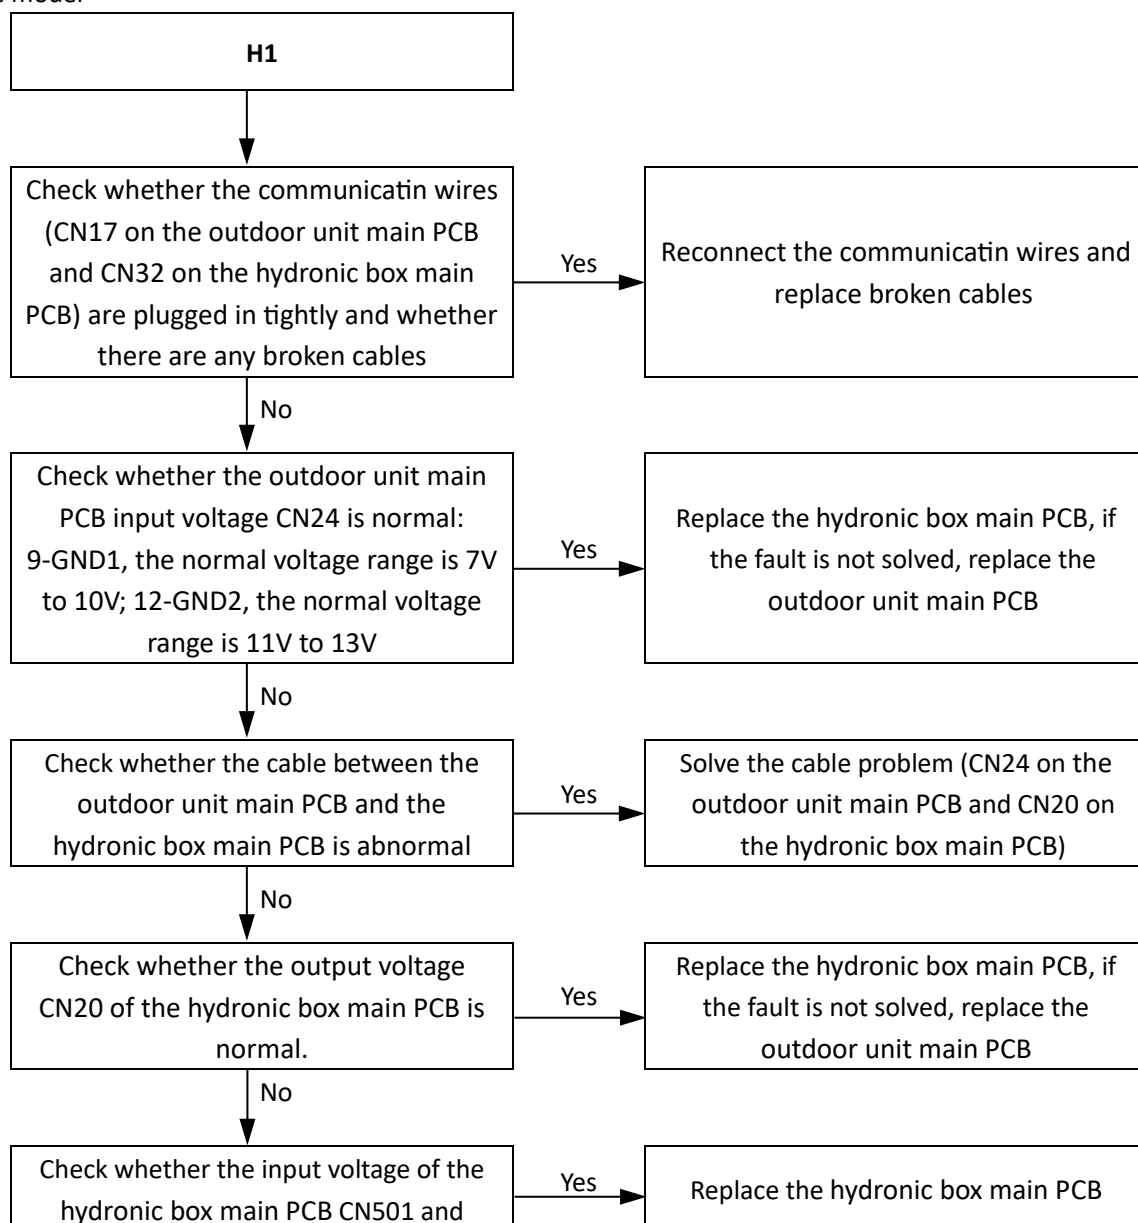 model
H1
Check whether the communicatin wires
(CN17 on the outdoor unit main PCB
and CN32 on the hydronic box main
PCB) are plugged in tightly and whether
there are any broken cables
Yes
Reconnect the communicatin wires and
replace broken cables
No
Check whether the outdoor unit main
PCB input voltage CN24 is normal:
9-GND1, the normal voltage range is 7V
to 10V; 12-GND2, the normal voltage
range is 11V to 13V
Yes
Replace the hydronic box main PCB, if
the fault is not solved, replace the
outdoor unit main PCB
No
Check whether the cable between the
outdoor unit main PCB and the
hydronic box main PCB is abnormal
Yes
Solve the cable problem (CN24 on the
outdoor unit main PCB and CN20 on
the hydronic box main PCB)
No
Check whether the output voltage
CN20 of the hydronic box main PCB is
normal.
Yes
Replace the hydronic box main PCB, if
the fault is not solved, replace the
outdoor unit main PCB
No
Check whether the input voltage of the
hydronic box main PCB CN501 and
Yes
Replace the hydronic box main PCB